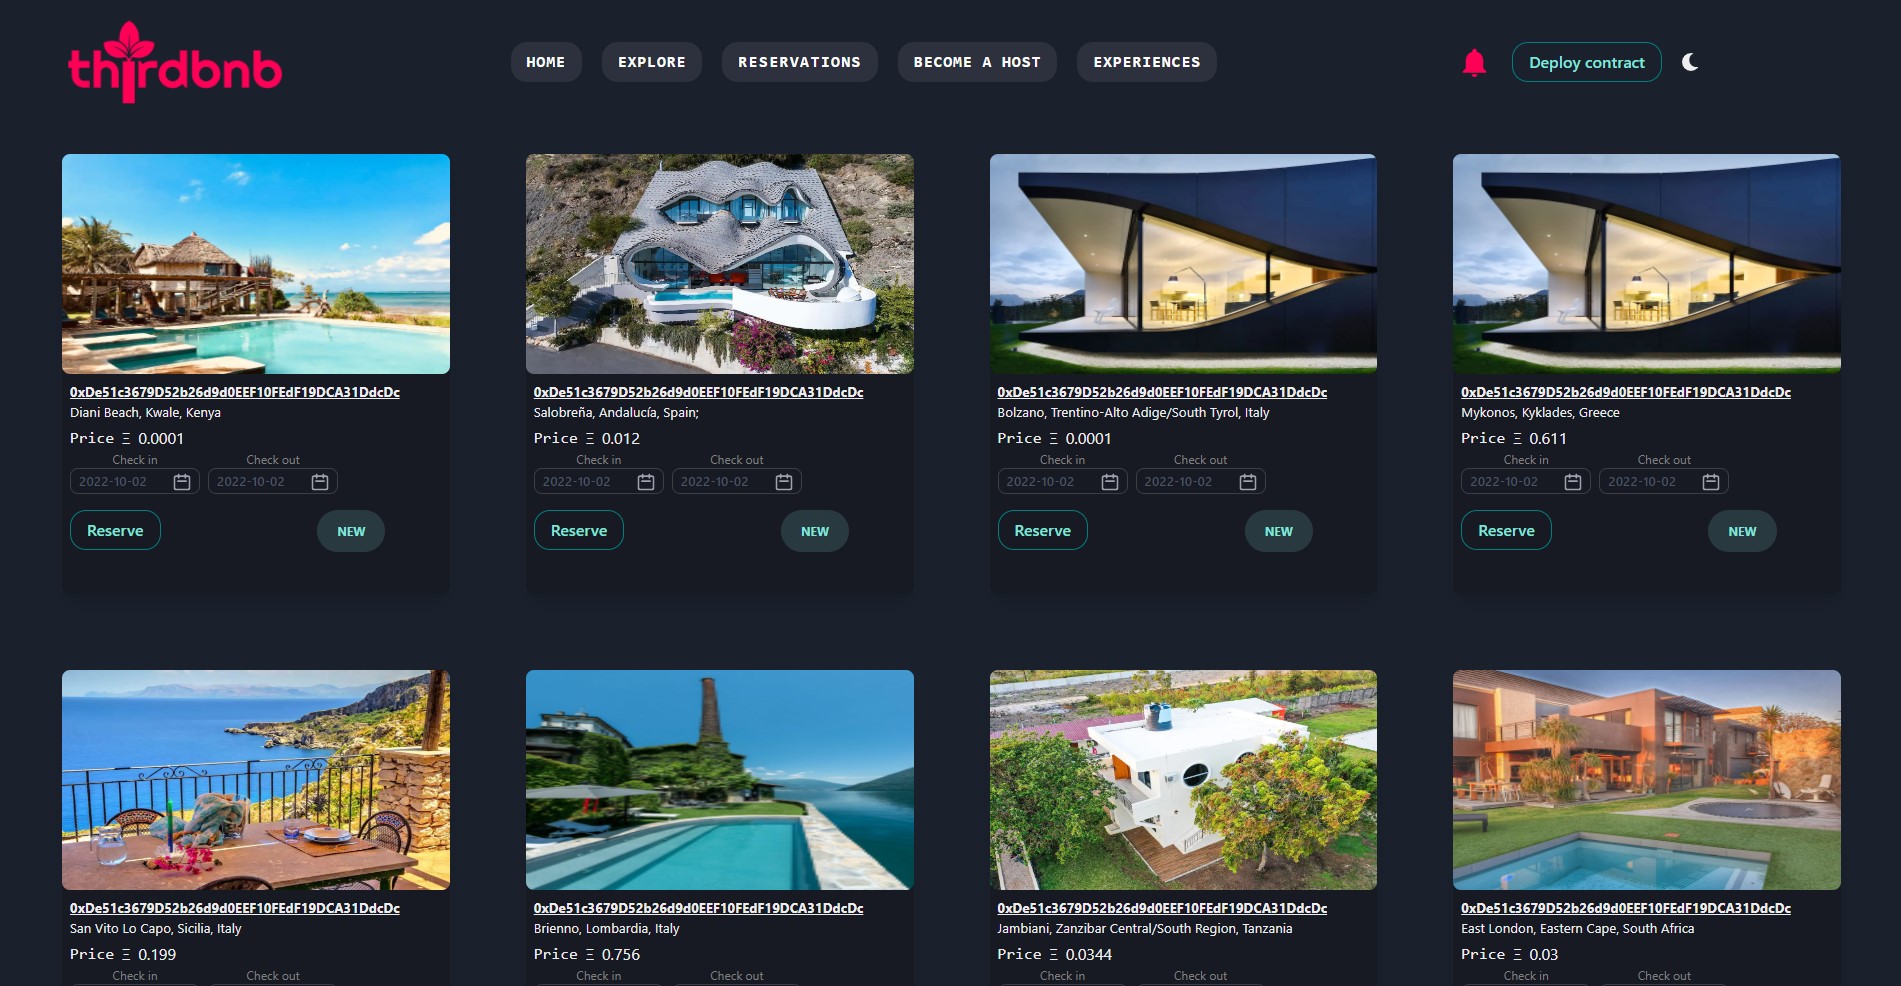 thirdbnb
HOME EXPLORE RESERVATIONS BECOME A HOST EXPERIENCES
Deploy contract
0xDe51c3679D52b26d9d0EEF10FEdF19DCA31DdcDc
Diani Beach, Kwale, Kenya
Price Ξ 0.0001
Check in Check out
2022-10-02 2022-10-02
Reserve NEW
0xDe51c3679D52b26d9d0EEF10FEdF19DCA31DdcDc
Salobreña, Andalucía, Spain;
Price Ξ 0.012
Check in Check out
2022-10-02 2022-10-02
Reserve NEW
0xDe51c3679D52b26d9d0EEF10FEdF19DCA31DdcDc
Bolzano, Trentino-Alto Adige/South Tyrol, Italy
Price Ξ 0.0001
Check in Check out
2022-10-02 2022-10-02
Reserve NEW
0xDe51c3679D52b26d9d0EEF10FEdF19DCA31DdcDc
Mykonos, Kyklades, Greece
Price Ξ 0.611
Check in Check out
2022-10-02 2022-10-02
Reserve NEW
0xDe51c3679D52b26d9d0EEF10FEdF19DCA31DdcDc
San Vito Lo Capo, Sicilia, Italy
Price Ξ 0.199
Check in Check out
0xDe51c3679D52b26d9d0EEF10FEdF19DCA31DdcDc
Brienno, Lombardia, Italy
Price Ξ 0.756
Check in Check out
0xDe51c3679D52b26d9d0EEF10FEdF19DCA31DdcDc
Jambiani, Zanzibar Central/South Region, Tanzania
Price Ξ 0.0344
Check in Check out
0xDe51c3679D52b26d9d0EEF10FEdF19DCA31DdcDc
East London, Eastern Cape, South Africa
Price Ξ 0.03
Check in Check out